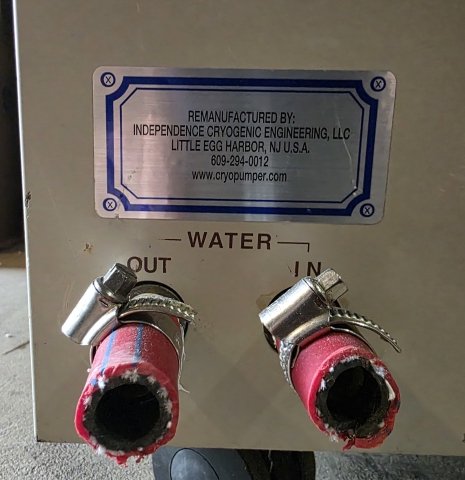 REMANUFACTURED BY:
INDEPENDENCE CRYOGENIC ENGINEERING, LLC
LITTLE EGG HARBOR, NJ U.S.A.
609-294-0012
www.cryopumper.com
WATER
OUT IN